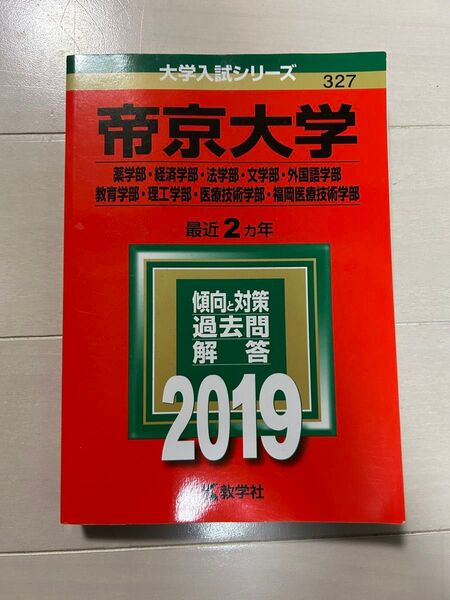 大学入試シリーズ
327
帝京大学
薬学部・経済学部・法学部・文学部・外国語学部
教育学部・理工学部・医療技術学部・福岡医療技術学部
最近2カ年
傾向と対策
過去問
解答
2019
教学社